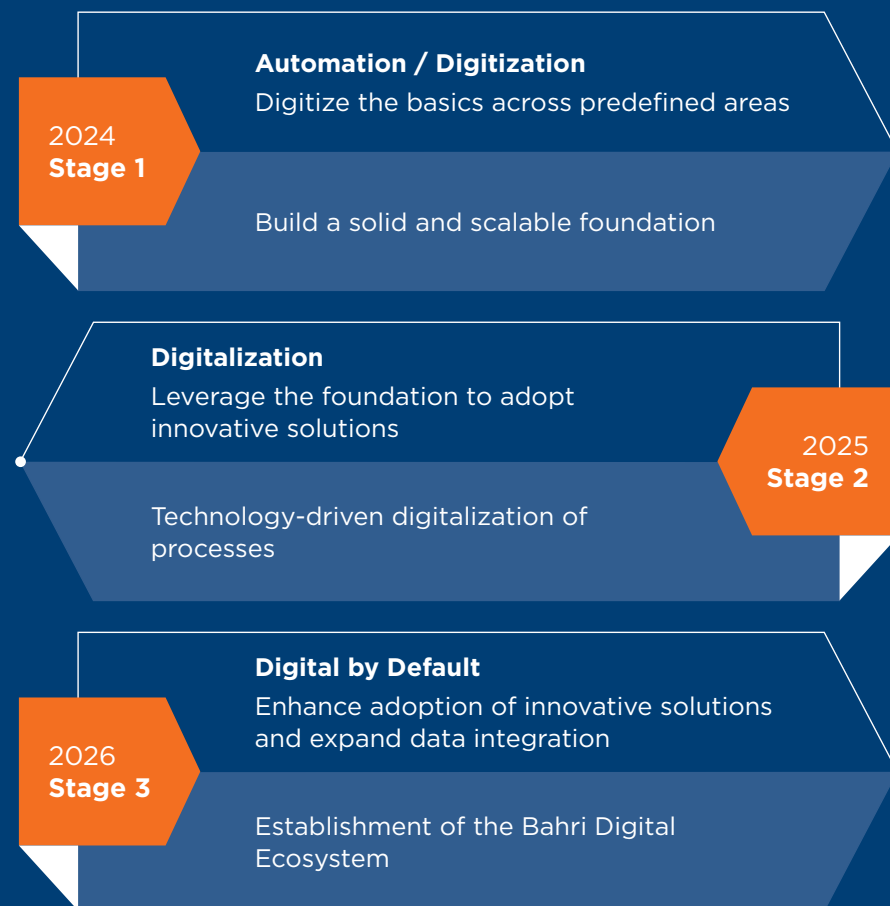 2024
Stage 1
Automation / Digitization
Digitize the basics across predefined areas
Build a solid and scalable foundation
Digitalization
Leverage the foundation to adopt
innovative solutions
Technology-driven digitalization of
processes
2025
Stage 2
2026
Stage 3
Digital by Default
Enhance adoption of innovative solutions
and expand data integration
Establishment of the Bahri Digital
Ecosystem